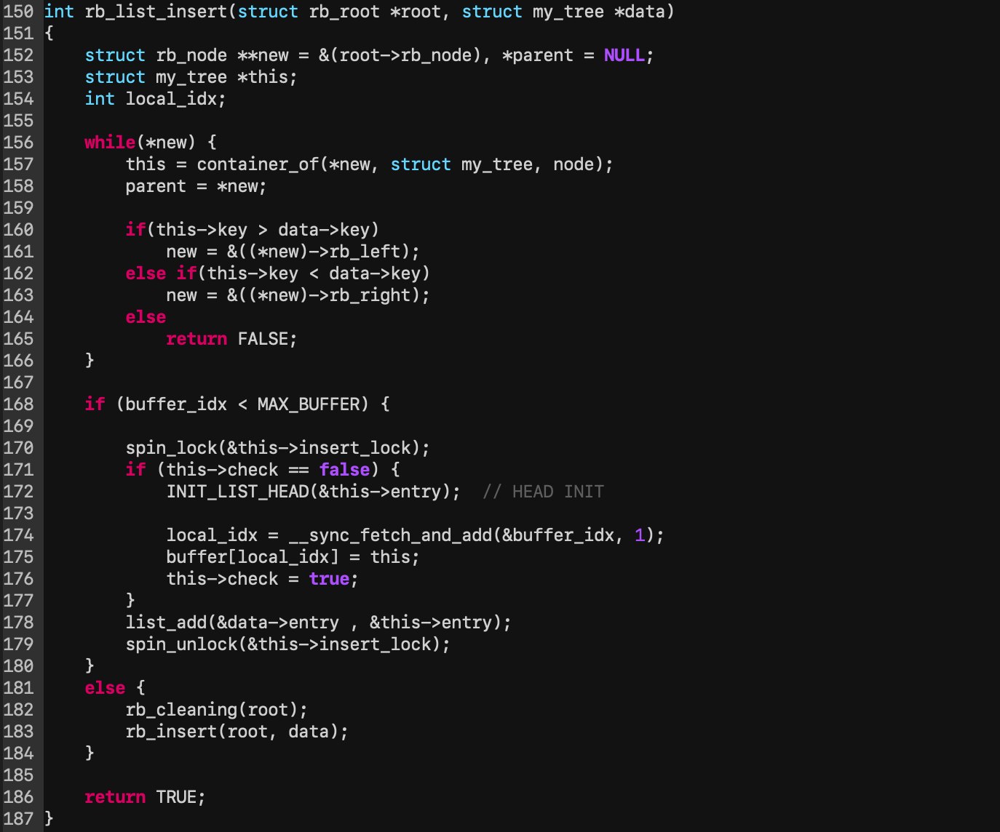 150 int rb_list_insert(struct rb_root *root, struct my_tree *data)
151 {
152     struct rb_node **new = &(root->rb_node), *parent = NULL;
153     struct my_tree *this;
154     int local_idx;
155
156     while(*new) {
157         this = container_of(*new, struct my_tree, node);
158         parent = *new;
159
160         if(this->key > data->key)
161             new = &((*new)->rb_left);
162         else if(this->key < data->key)
163             new = &((*new)->rb_right);
164         else
165             return FALSE;
166     }
167
168     if (buffer_idx < MAX_BUFFER) {
169
170         spin_lock(&this->insert_lock);
171         if (this->check == false) {
172             INIT_LIST_HEAD(&this->entry);  // HEAD INIT
173
174             local_idx = __sync_fetch_and_add(&buffer_idx, 1);
175             buffer[local_idx] = this;
176             this->check = true;
177         }
178         list_add(&data->entry , &this->entry);
179         spin_unlock(&this->insert_lock);
180     }
181     else {
182         rb_cleaning(root);
183         rb_insert(root, data);
184     }
185
186     return TRUE;
187 }